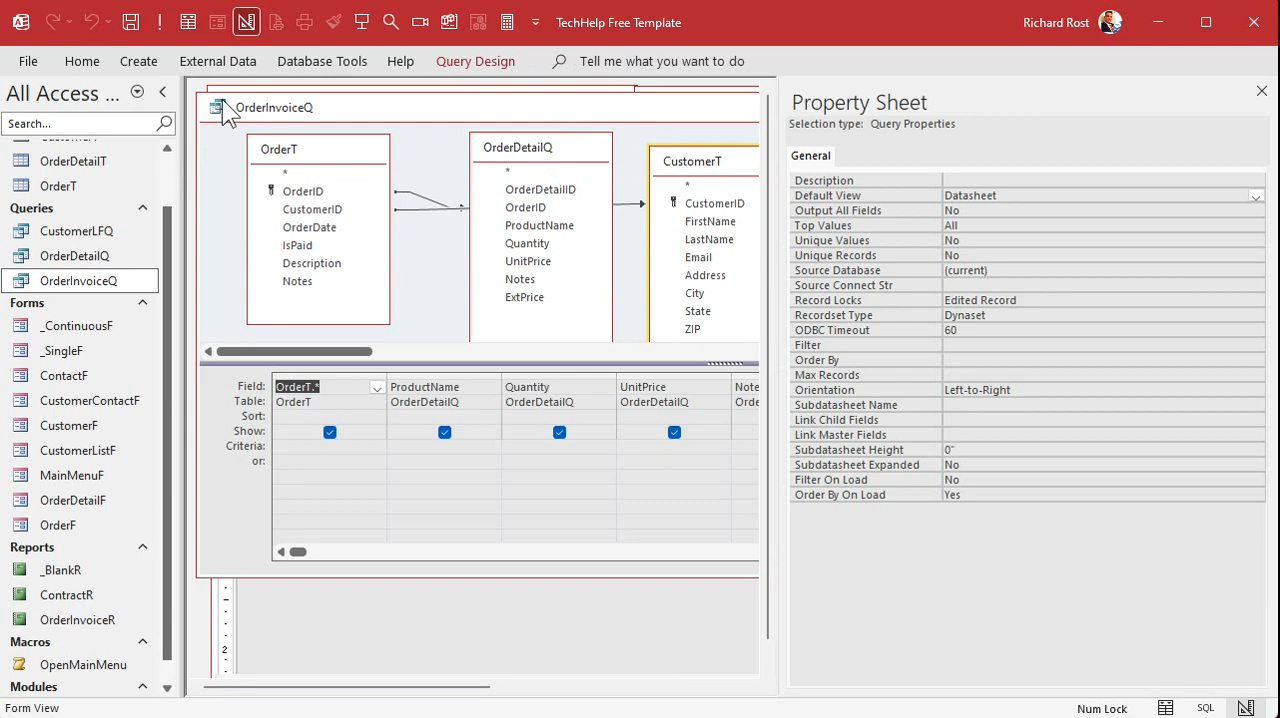 TechHelp Free Template
Richard Rost
File
Home
Create
External Data
Database Tools
Help
Query Design
Tell me what you want to do
All Access ...
Search...
OrderDetailT
OrderT
Queries
CustomerLFQ
OrderDetailQ
OrderInvoiceQ
Forms
_ContinuousF
_SingleF
ContactF
CustomerContactF
CustomerF
CustomerListF
MainMenuF
OrderDetailF
OrderF
Reports
_BlankR
ContractR
OrderInvoiceR
Macros
OpenMainMenu
Modules
OrderInvoiceQ
OrderT
*
OrderID
CustomerID
OrderDate
IsPaid
Description
Notes
OrderDetailQ
*
OrderDetailID
OrderID
ProductName
Quantity
UnitPrice
Notes
ExtPrice
CustomerT
*
CustomerID
FirstName
LastName
Email
Address
City
State
ZIP
Field: OrderT.* ProductName Quantity UnitPrice Note
Table: OrderT OrderDetailQ OrderDetailQ OrderDetailQ Orde
Sort:
Show:
Criteria:
or:
2
Property Sheet
Selection type: Query Properties
General
Description
Default View Datasheet
Output All Fields No
Top Values All
Unique Values No
Unique Records No
Source Database (current)
Source Connect Str
Record Locks Edited Record
Recordset Type Dynaset
ODBC Timeout 60
Filter
Order By
Max Records
Orientation Left-to-Right
Subdatasheet Name
Link Child Fields
Link Master Fields
Subdatasheet Height 0"
Subdatasheet Expanded No
Filter On Load No
Order By On Load Yes
Form View
Num Lock
SQL